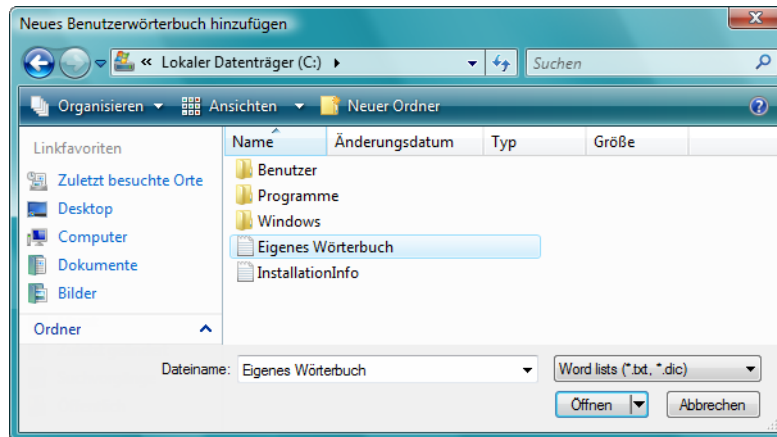 Neues Benutzerwörterbuch hinzufügen
« Lokaler Datenträger (C:)
Suchen
Organisieren Ansichten Neuer Ordner
Linkfavoriten
Zuletzt besuchte Orte
Desktop
Computer
Dokumente
Bilder
Ordner
Name Änderungsdatum Typ Größe
Benutzer
Programme
Windows
Eigenes Wörterbuch
InstallationInfo
Dateiname: Eigenes Wörterbuch Word lists (*.txt, *.dic)
Öffnen Abbrechen